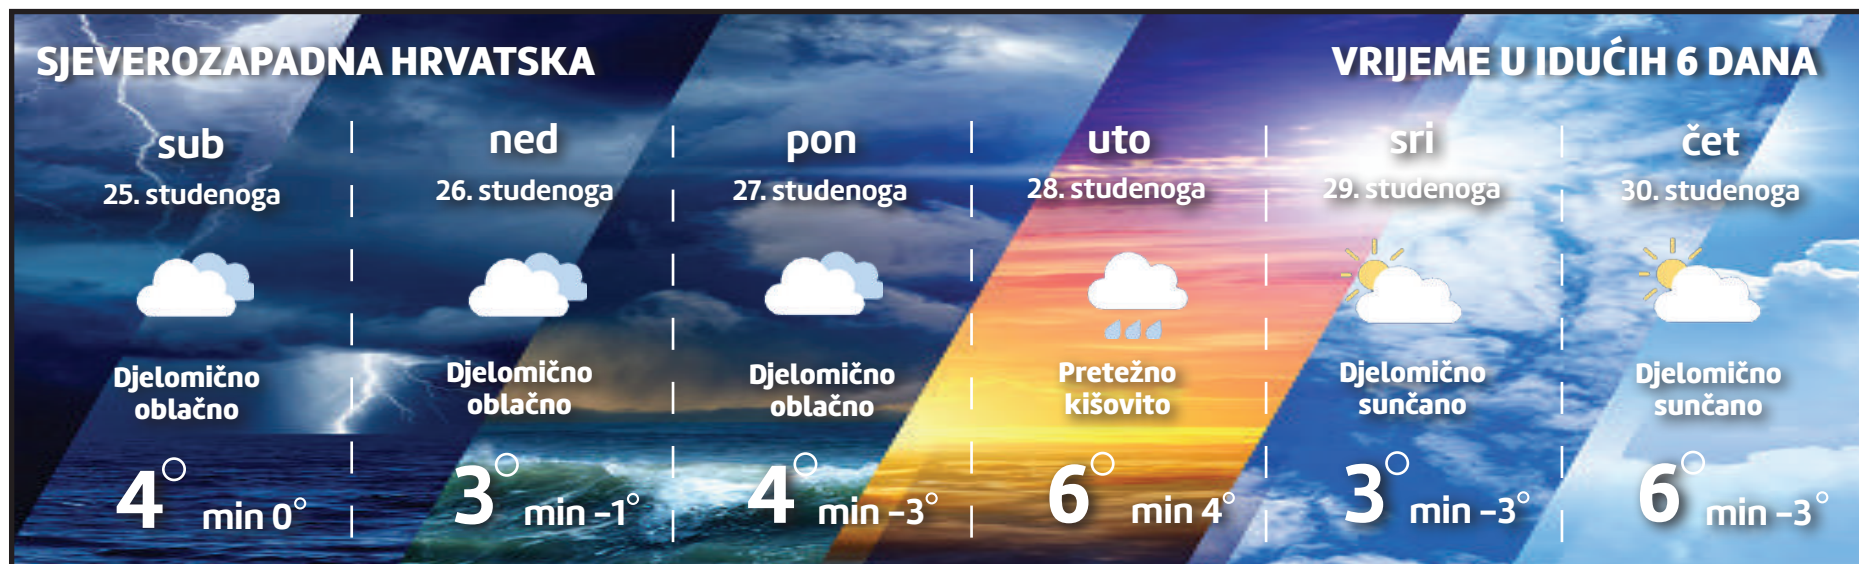 SJEVEROZAPADNA HRVATSKA
VRIJEME U IDUĆIH 6 DANA
sub
25. studenoga
Djelomično
oblačno
4° min 0°
ned
26. studenoga
Djelomično
oblačno
3° min –1°
pon
27. studenoga
Djelomično
oblačno
4° min –3°
uto
28. studenoga
Pretežno
kišovito
6° min 4°
sri
29. studenoga
Djelomično
sunčano
3° min –3°
čet
30. studenoga
Djelomično
sunčano
6° min –3°